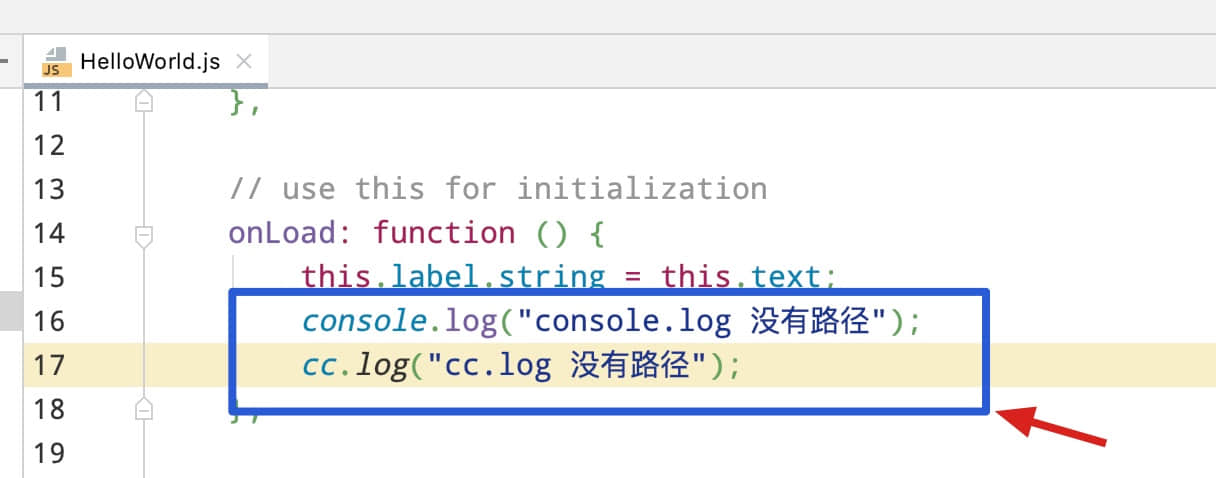 HelloWorld.js
JS
11 },
12
13 // use this for initialization
14 onLoad: function () {
15 this.label.string = this.text;
16 console.log("console.log 没有路径");
17 cc.log("cc.log 没有路径");
18 },
19